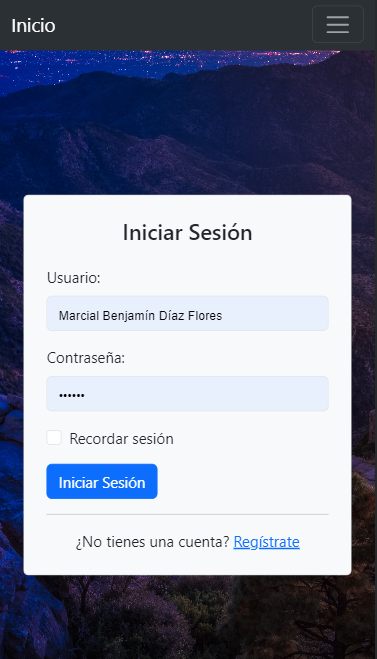 Inicio
Iniciar Sesión
Usuario:
Marcial Benjamín Díaz Flores
Contraseña:
••••••
Recordar sesión
Iniciar Sesión
¿No tienes una cuenta? Regístrate